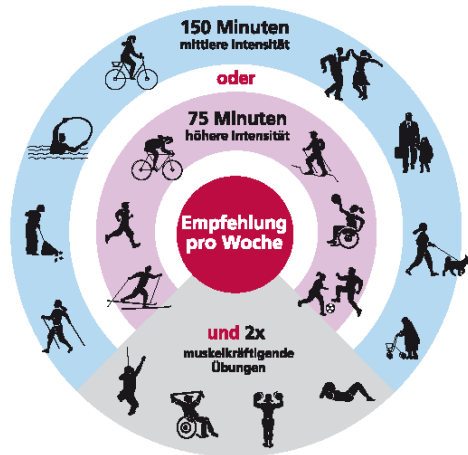 150 Minuten
mittlere Intensität
oder
75 Minuten
höhere Intensität
Empfehlung
pro Woche
und 2x
muskelkräftigende
Übungen